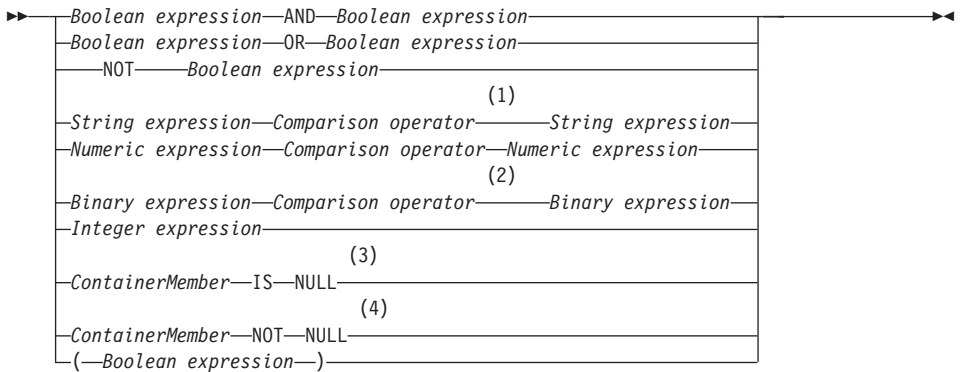 Boolean expression AND Boolean expression
Boolean expression OR Boolean expression
NOT Boolean expression
(1)
String expression Comparison operator String expression
Numeric expression Comparison operator Numeric expression
(2)
Binary expression Comparison operator Binary expression
Integer expression
(3)
ContainerMember IS NULL
(4)
ContainerMember NOT NULL
( Boolean expression )